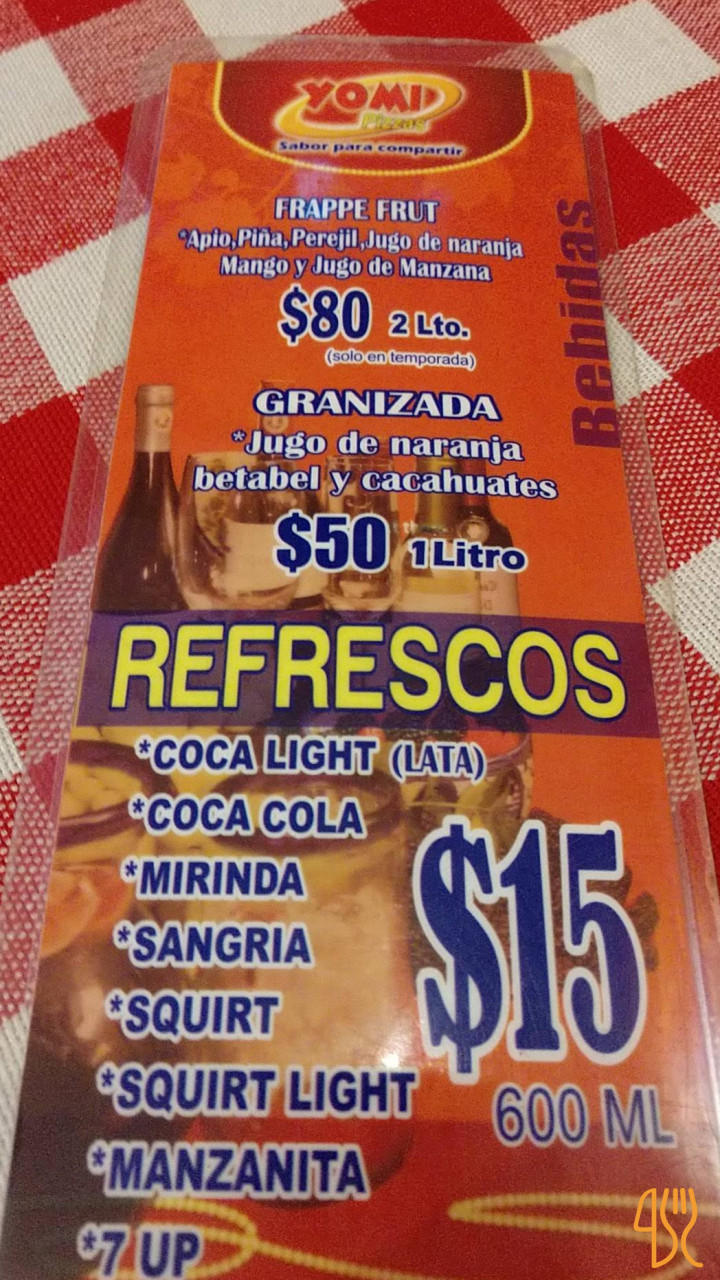 YOMI
Pizzas
Sabor para compartir
Bebidas
FRAPPE FRUT
*Apio,Piña,Perejil,Jugo de naranja
Mango y Jugo de Manzana
$80 2 Lto.
(solo en temporada)
GRANIZADA
*Jugo de naranja
betabel y cacahuates
$50 1 Litro
REFRESCOS
*COCA LIGHT (LATA)
*COCA COLA
*MIRINDA
*SANGRIA
*SQUIRT
*SQUIRT LIGHT
*MANZANITA
*7 UP
$15
600 ML